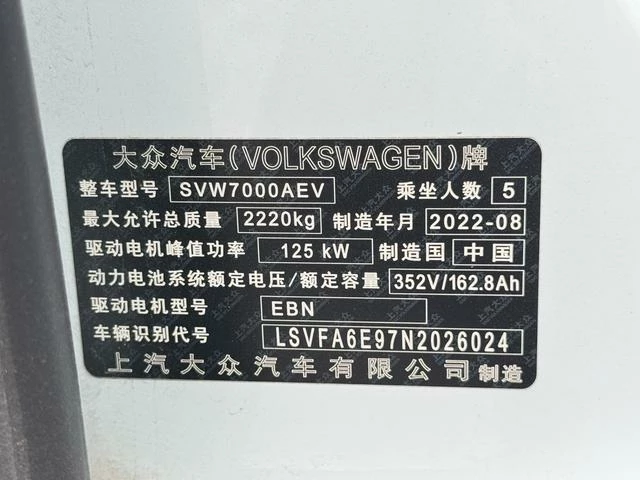 大众汽车(VOLKSWAGEN)牌
整车型号 SVW7000AEV 乘坐人数 5
最大允许总质量 2220kg 制造年月 2022-08
驱动电机峰值功率 125 kW 制造国 中国
动力电池系统额定电压/额定容量 352V/162.8Ah
驱动电机型号 EBN
车辆识别代号 LSVFA6E97N2026024
上汽大众汽车有限公司 制造